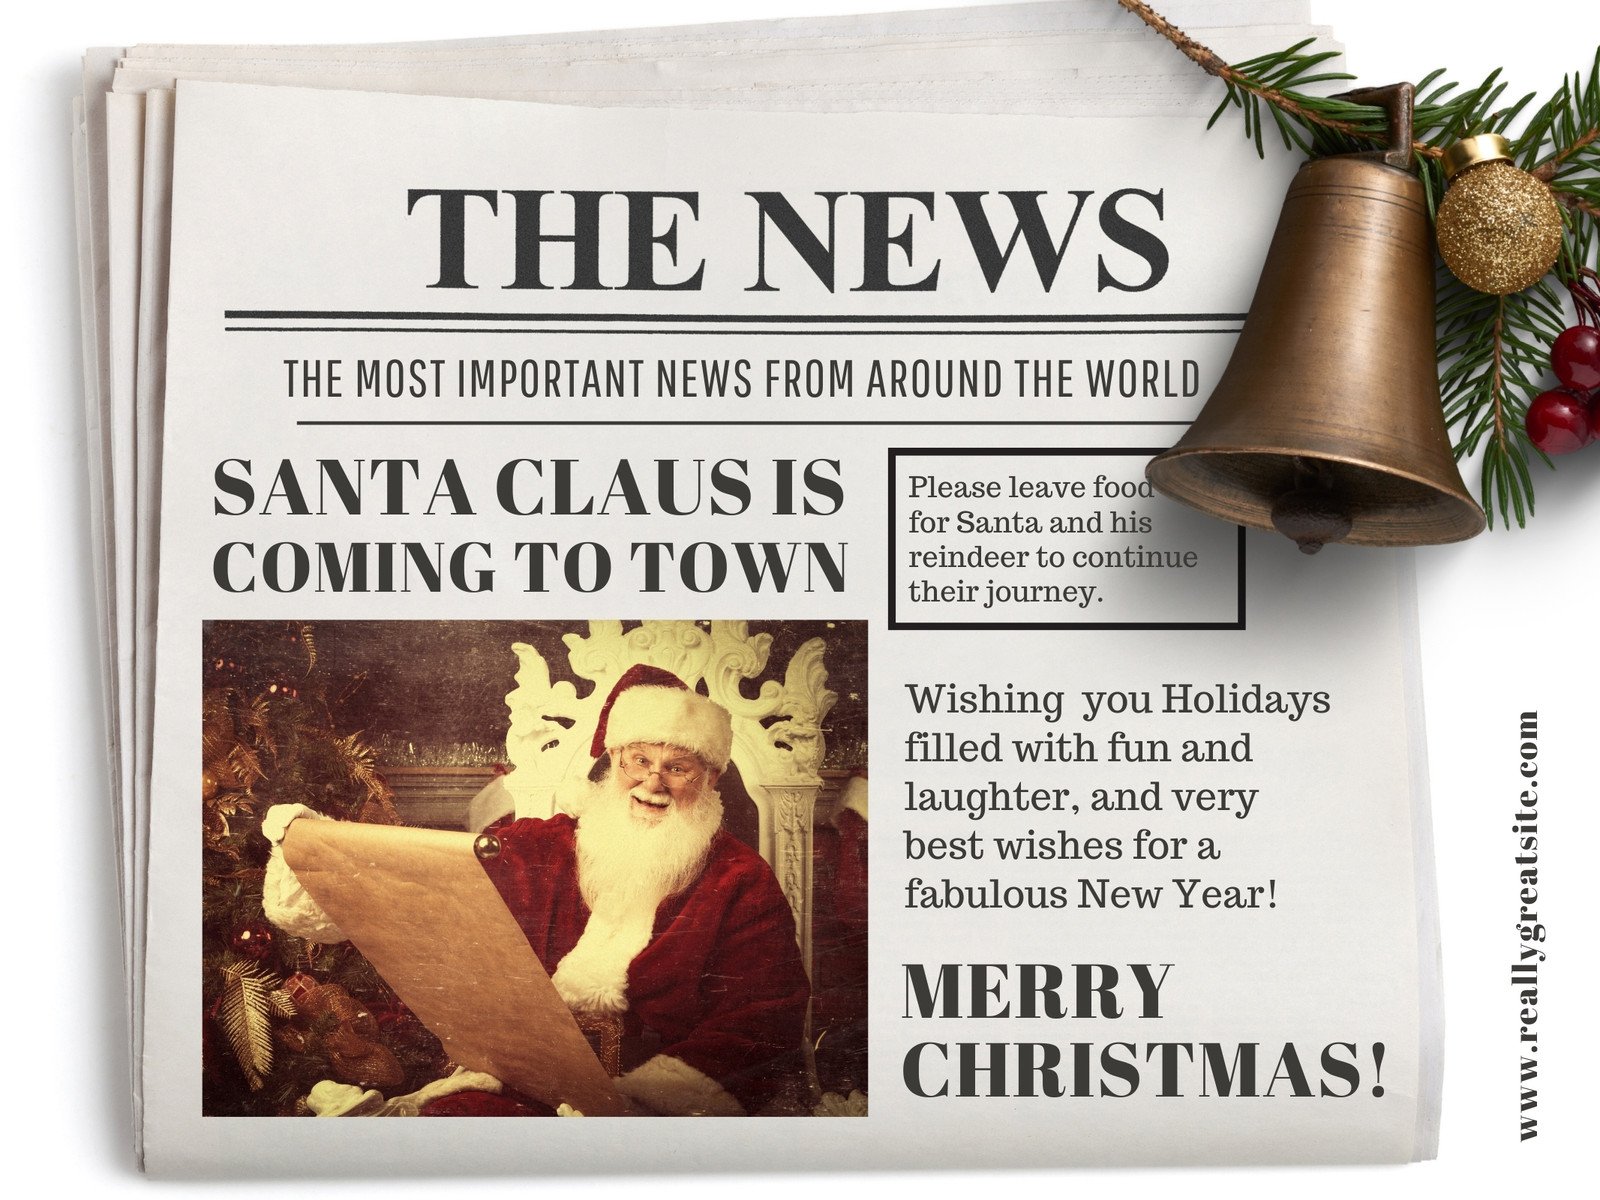 THE NEWS
THE MOST IMPORTANT NEWS FROM AROUND THE WORLD
SANTA CLAUS IS
COMING TO TOWN
Please leave food
for Santa and his
reindeer to continue
their journey.
Wishing you Holidays
filled with fun and
laughter, and very
best wishes for a
fabulous New Year!
MERRY
CHRISTMAS!
www.reallygreatsite.com